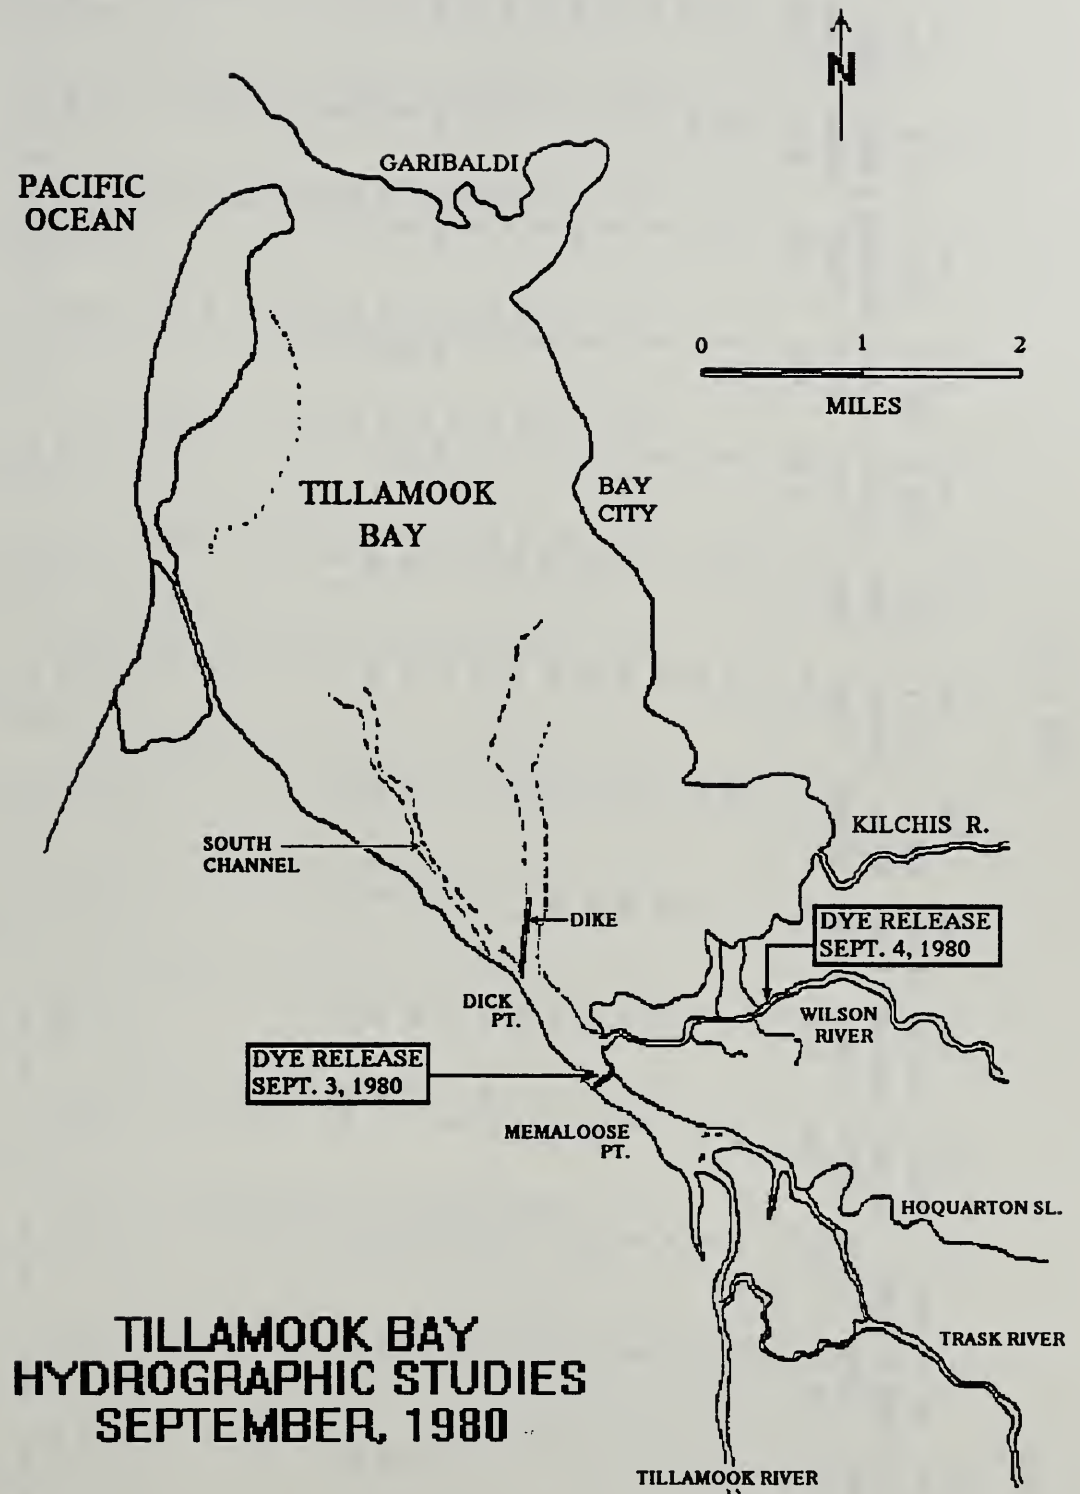 N
GARIBALDI
PACIFIC
OCEAN
0 1 2
MILES
TILLAMOOK
BAY
BAY
CITY
KILCHIS R.
SOUTH
CHANNEL
DIKE
DYE RELEASE
SEPT. 4, 1980
DICK
PT.
WILSON
RIVER
DYE RELEASE
SEPT. 3, 1980
MEMALOOSE
PT.
HOQUARTON SL.
TRASK RIVER
TILLAMOOK BAY
HYDROGRAPHIC STUDIES
SEPTEMBER, 1980
TILLAMOOK RIVER